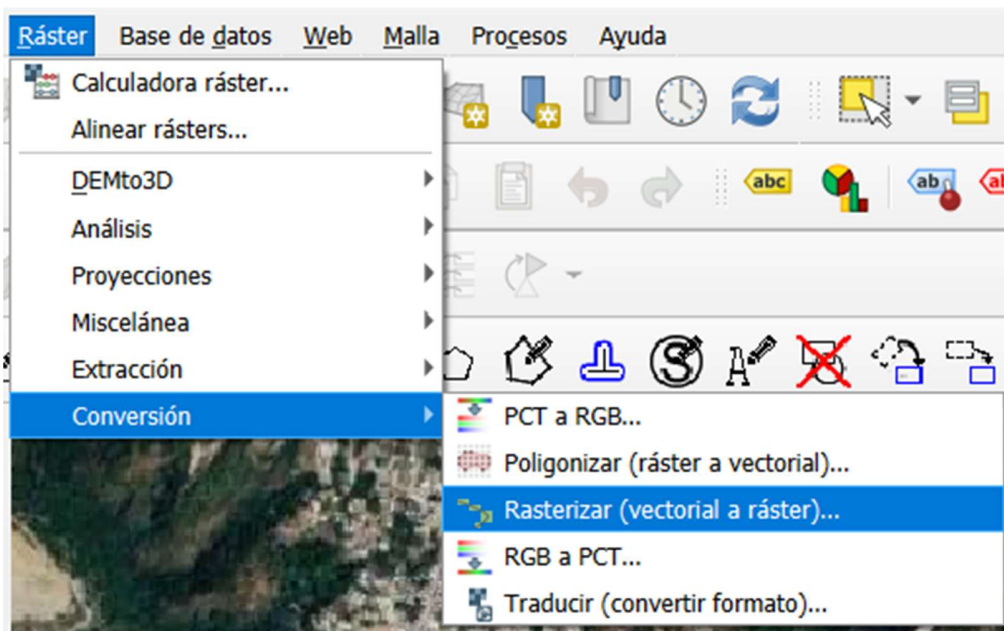 Ráster Base de datos Web Malla Procesos Ayuda
Calculadora ráster...
Alinear rásters...
abc ab
DEMto3D
Análisis
Proyecciones
Miscelánea
Extracción
Conversión
PCT a RGB...
Poligonizar (ráster a vectorial)...
Rasterizar (vectorial a ráster)...
RGB a PCT...
Traducir (convertir formato)...